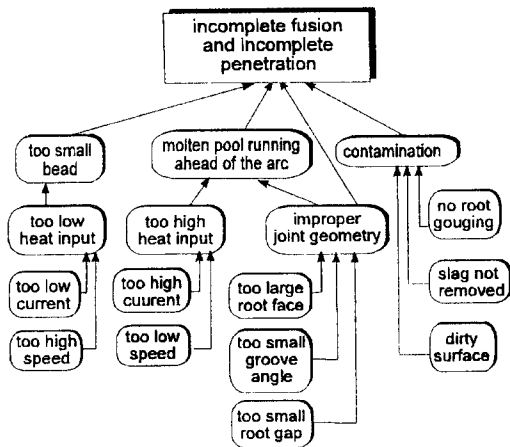 incomplete fusion
and incomplete
penetration
too small
bead
molten pool running
ahead of the arc
contamination
too low
heat input
too high
heat input
improper
joint geometry
no root
gouging
too low
current
too high
cuurent
too large
root face
slag not
removed
too high
speed
too low
speed
too small
groove
angle
dirty
surface
too small
root gap